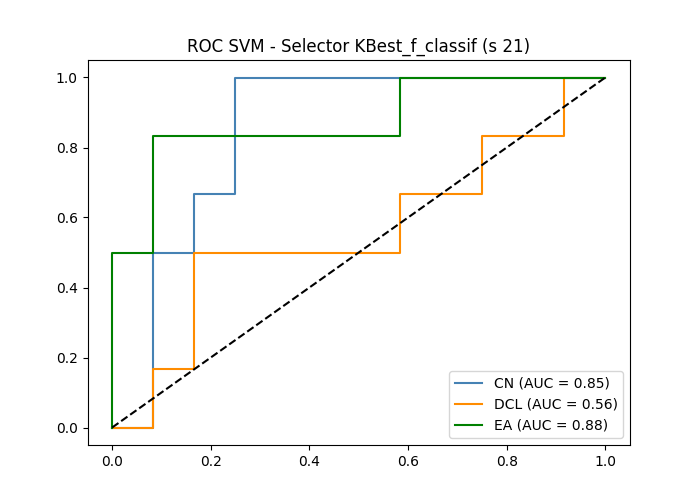 ROC SVM - Selector KBest_f_classif (s 21)
1.0
0.8
0.6
0.4
0.2
0.0
CN (AUC = 0.85)
DCL (AUC = 0.56)
EA (AUC = 0.88)
0.0 0.2 0.4 0.6 0.8 1.0